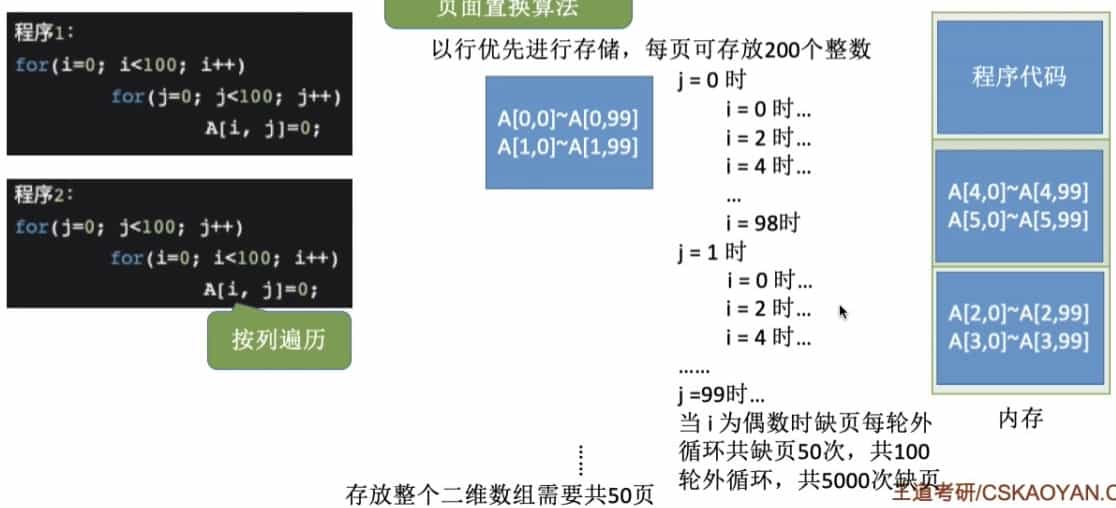 页面置换算法
程序1:
for(i=0; i<100; i++)
for(j=0; j<100; j++)
A[i, j]=0;
程序2:
for(j=0; j<100; j++)
for(i=0; i<100; i++)
A[i, j]=0;
按列遍历
以行优先进行存储，每页可存放200个整数
A[0,0]~A[0,99]
A[1,0]~A[1,99]
......
存放整个二维数组需要共50页
j = 0 时
i = 0 时...
i = 2 时...
i = 4 时...
...
i = 98时
j = 1 时
i = 0 时...
i = 2 时...
i = 4 时...
......
j =99时...
当 i 为偶数时缺页每轮外
循环共缺页50次，共100
轮外循环，共5000次缺页
程序代码
A[4,0]~A[4,99]
A[5,0]~A[5,99]
A[2,0]~A[2,99]
A[3,0]~A[3,99]
内存
王道考研/CSKAOYAN.C